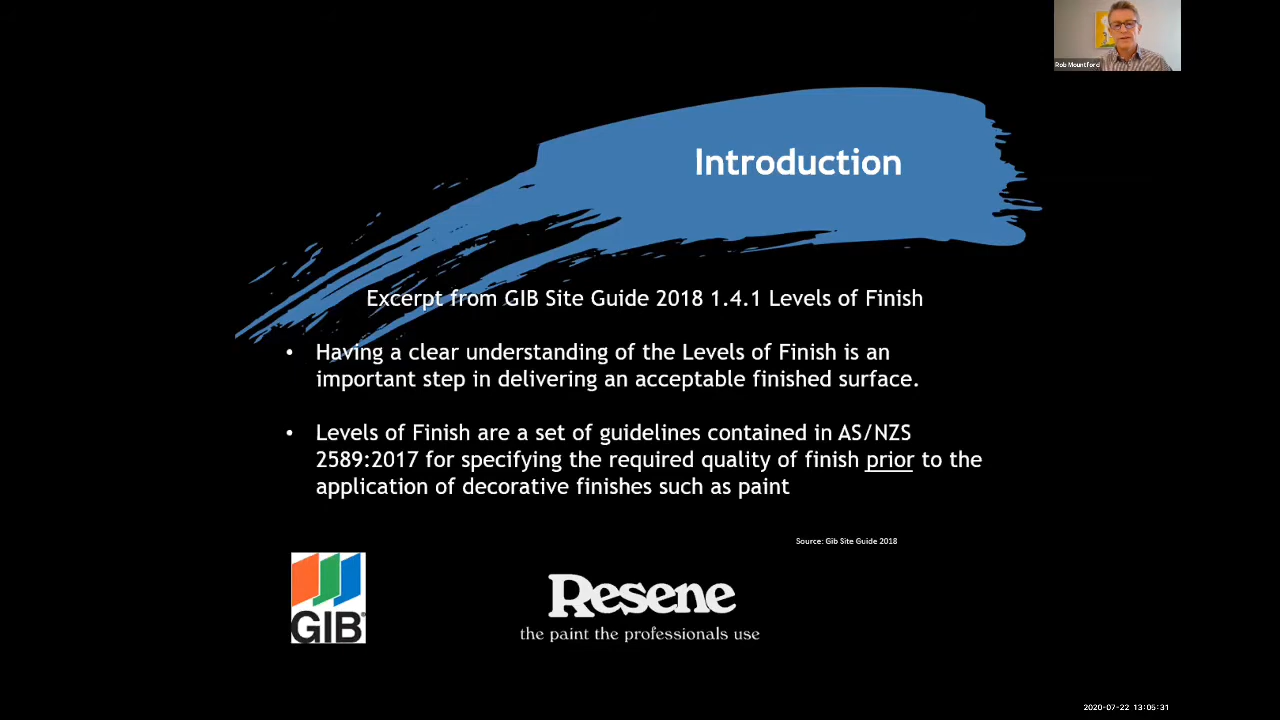 Rob Mountford
Introduction
Excerpt from GIB Site Guide 2018 1.4.1 Levels of Finish
• Having a clear understanding of the Levels of Finish is an
important step in delivering an acceptable finished surface.
• Levels of Finish are a set of guidelines contained in AS/NZS
2589:2017 for specifying the required quality of finish prior to the
application of decorative finishes such as paint
Source: Gib Site Guide 2018
GIB®
Resene
the paint the professionals use
2020-07-22 13:05:31